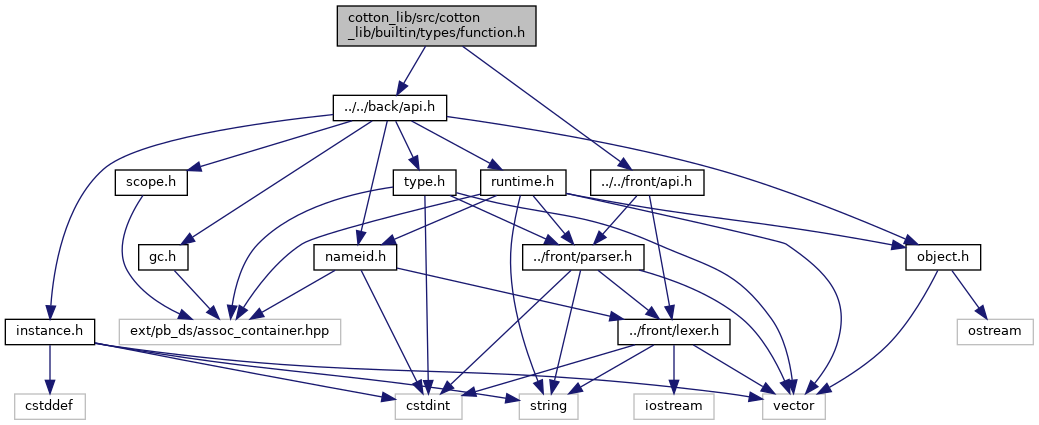 cotton_lib/src/cotton
_lib/builtin/types/function.h
../../back/api.h
scope.h
type.h
runtime.h
../../front/api.h
gc.h
nameid.h
../front/parser.h
object.h
instance.h
ext/pb_ds/assoc_container.hpp
../front/lexer.h
ostream
cstddef
cstdint
string
iostream
vector